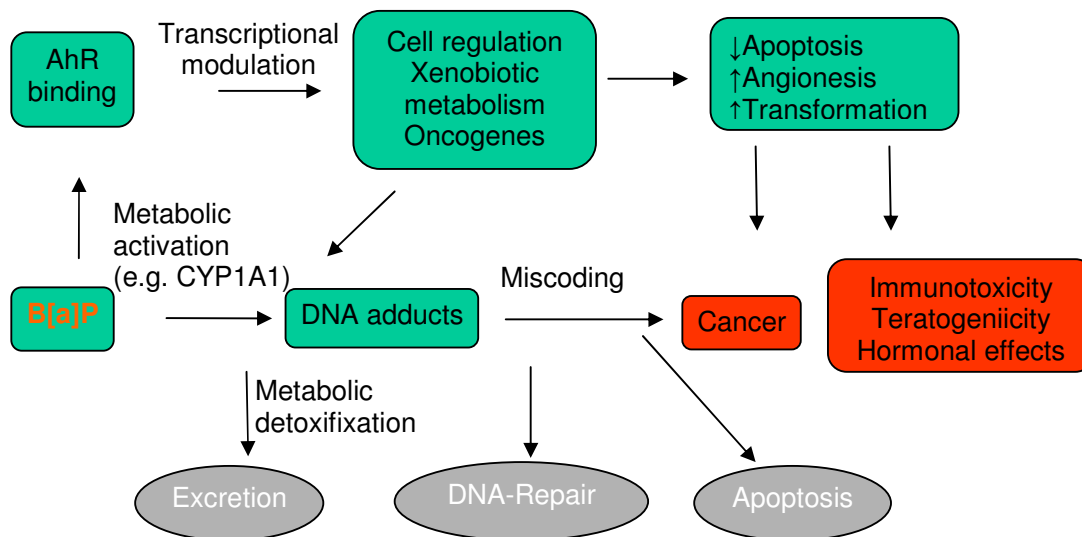 AhR
binding
Transcriptional
modulation
Cell regulation
Xenobiotic
metabolism
Oncogenes
↓Apoptosis
↑Angionesis
↑Transformation
Metabolic
activation
(e.g. CYP1A1)
B[a]P
DNA adducts
Miscoding
Cancer
Immunotoxicity
Teratogeniicity
Hormonal effects
Metabolic
detoxifixation
Excretion
DNA-Repair
Apoptosis